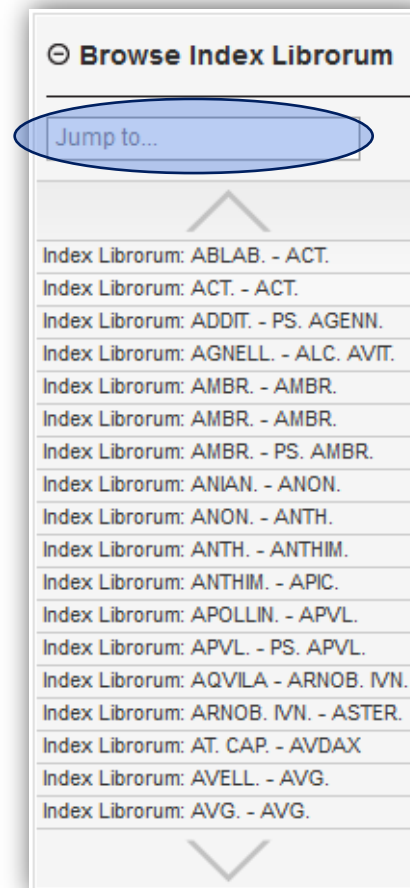 ⊖ Browse Index Librorum
Jump to...
Index Librorum: ABLAB. - ACT.
Index Librorum: ACT. - ACT.
Index Librorum: ADDIT. - PS. AGENN.
Index Librorum: AGNELL. - ALC. AVIT.
Index Librorum: AMBR. - AMBR.
Index Librorum: AMBR. - AMBR.
Index Librorum: AMBR. - PS. AMBR.
Index Librorum: ANIAN. - ANON.
Index Librorum: ANON. - ANTH.
Index Librorum: ANTH. - ANTHIM.
Index Librorum: ANTHIM. - APIC.
Index Librorum: APOLLIN. - APVL.
Index Librorum: APVL. - PS. APVL.
Index Librorum: AQVILA - ARNOB. IVN.
Index Librorum: ARNOB. IVN. - ASTER.
Index Librorum: AT. CAP. - AVDAX
Index Librorum: AVELL. - AVG.
Index Librorum: AVG. - AVG.